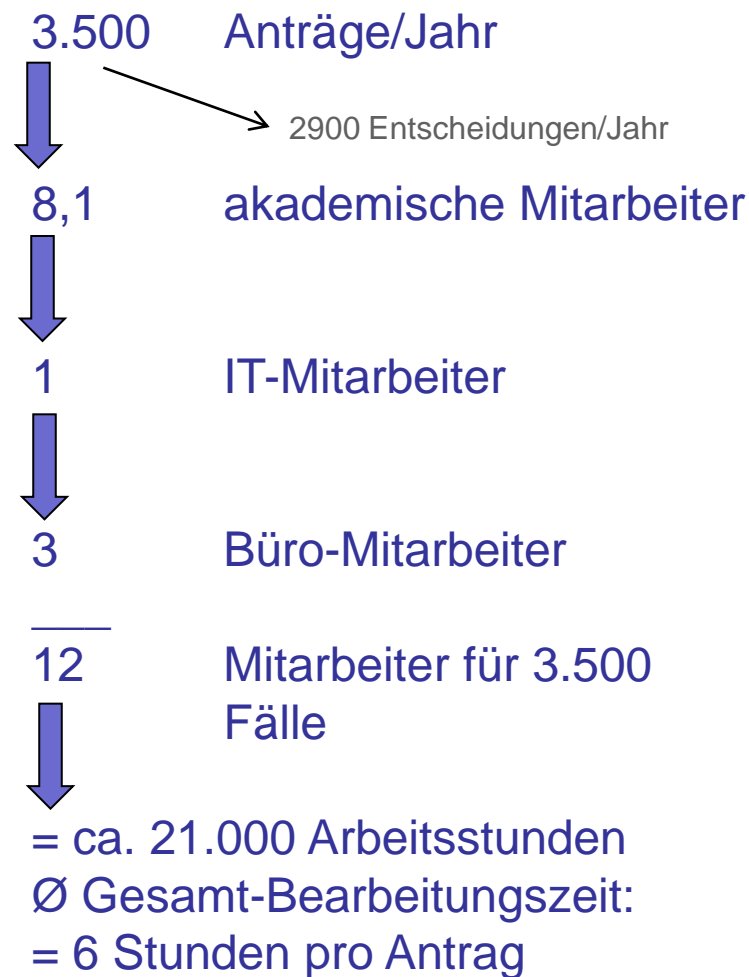 3.500 Anträge/Jahr
2900 Entscheidungen/Jahr
8,1 akademische Mitarbeiter
1 IT-Mitarbeiter
3 Büro-Mitarbeiter
___
12 Mitarbeiter für 3.500
Fälle
= ca. 21.000 Arbeitsstunden
Ø Gesamt-Bearbeitungszeit:
= 6 Stunden pro Antrag